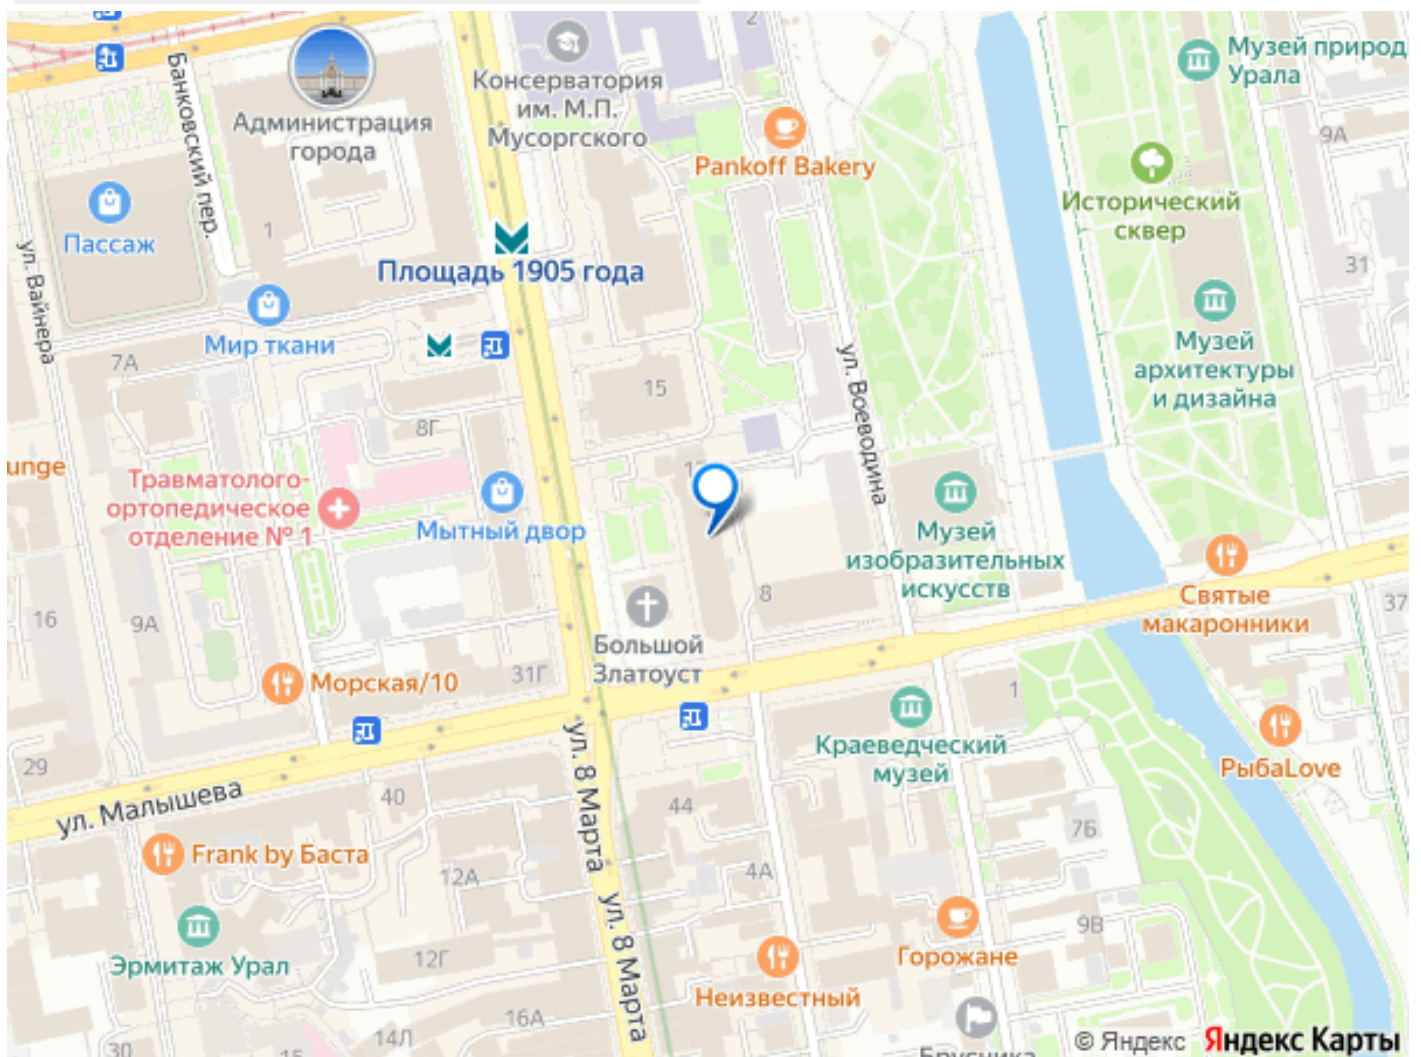 Музей природ
Урала
Консерватория
им. М.П.
Мусоргского
2
Банковский пер.
Администрация
города
Pankoff Bakery
9А
Исторический
сквер
Пассаж
1
ул. Вайнера
Площадь 1905 года
31
Мир ткани
7А
Музей
архитектуры
и дизайна
ул. Воеводина
15
8Г
unge
Травматолого-
ортопедическое
отделение № 1
Мытный двор
Музей
изобразительных
искусств
8
Святые
макаронники
37
16
9А
Большой
Златоуст
Морская/10
31Г
1
Краеведческий
музей
РыбаLove
29
ул. Малышева
40
44
ул. 8 Марта
7Б
Frank by Баста
12А
4А
ул. 8 Марта
9В
Эрмитаж Урал
12Г
Горожане
Неизвестный
16А
14Л
15
30
Брусника
© Яндекс Яндекс Карты